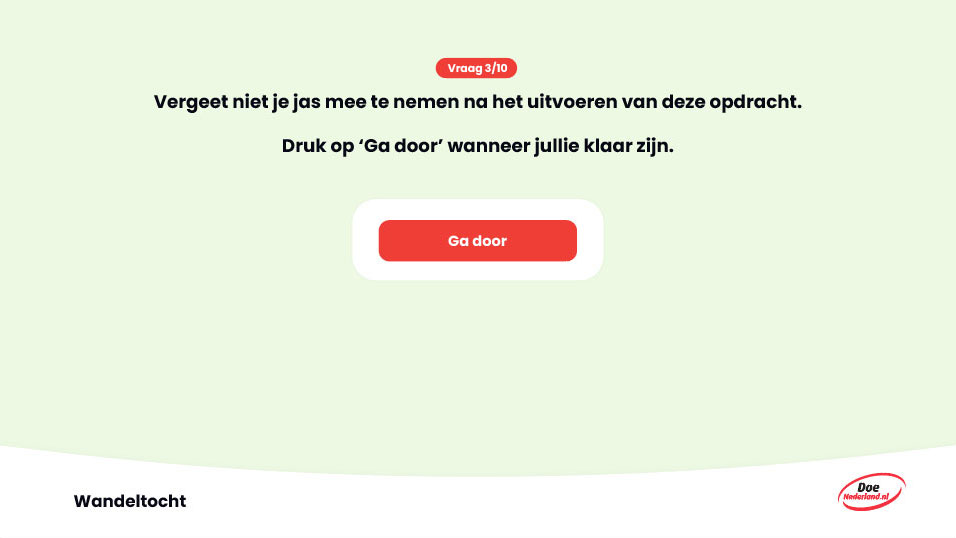 Vraag 3/10
Vergeet niet je jas mee te nemen na het uitvoeren van deze opdracht.
Druk op ‘Ga door’ wanneer jullie klaar zijn.
Ga door
Wandeltocht
Doe
Nederland.nl